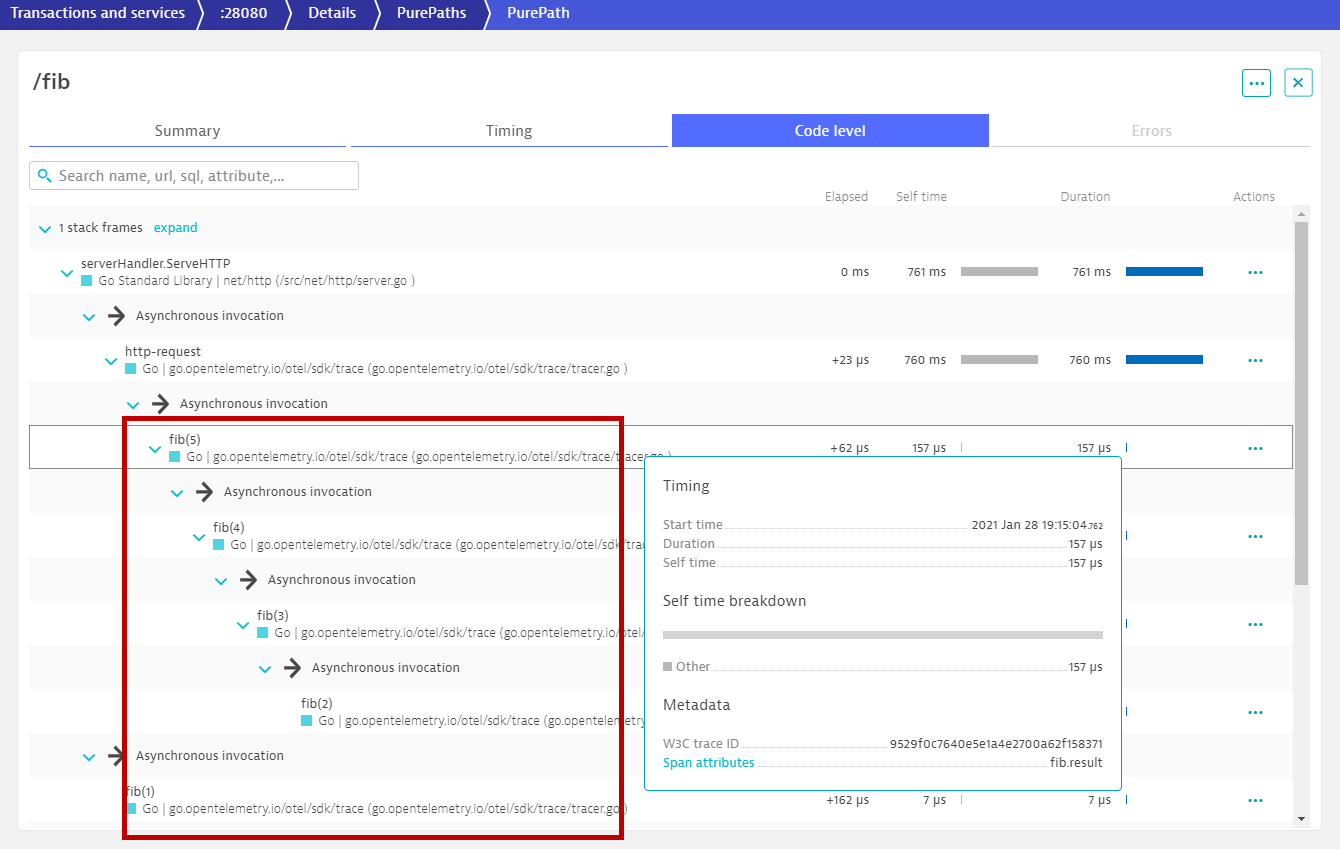 Transactions and services :28080 Details PurePaths PurePath
/fib
Summary Timing Code level Errors
Search name, url, sql, attribute,...
Elapsed Self time Duration Actions
1 stack frames expand
serverHandler.ServeHTTP
Go Standard Library | net/http (/src/net/http/server.go )
0 ms 761 ms 761 ms
Asynchronous invocation
http-request
Go | go.opentelemetry.io/otel/sdk/trace (go.opentelemetry.io/otel/sdk/trace/tracer.go )
+23 µs 760 ms 760 ms
Asynchronous invocation
fib(5)
Go | go.opentelemetry.io/otel/sdk/trace (go.opentelemetry.io/otel/sdk/trace/tracer.go )
+62 µs 157 µs 157 µs
Asynchronous invocation
fib(4)
Go | go.opentelemetry.io/otel/sdk/trace (go.opentelemetry.io/otel/sdk/trac
Asynchronous invocation
fib(3)
Go | go.opentelemetry.io/otel/sdk/trace (go.opentelemetry.io/otel/
Asynchronous invocation
fib(2)
Go | go.opentelemetry.io/otel/sdk/trace (go.opentelemetry
Asynchronous invocation
fib(1)
Go | go.opentelemetry.io/otel/sdk/trace (go.opentelemetry.io/otel/sdk/trace/tracer.go )
+162 µs 7 µs 7 µs
Timing
Start time 2021 Jan 28 19:15:04.762
Duration 157 µs
Self time 157 µs
Self time breakdown
Other 157 µs
Metadata
W3C trace ID 9529f0c7640e5e1a4e2700a62f158371
Span attributes fib.result